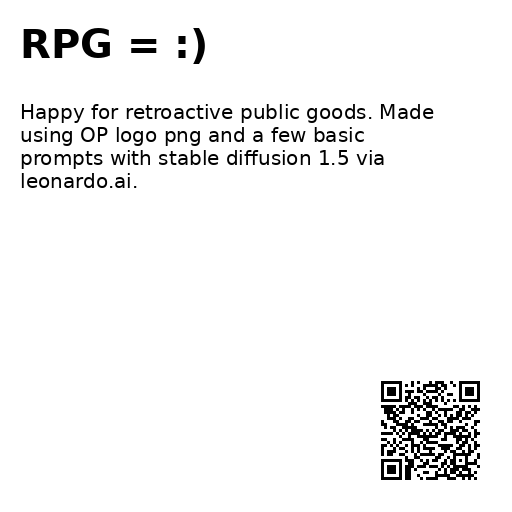 RPG = :)
Happy for retroactive public goods. Made
using OP logo png and a few basic
prompts with stable diffusion 1.5 via
leonardo.ai.